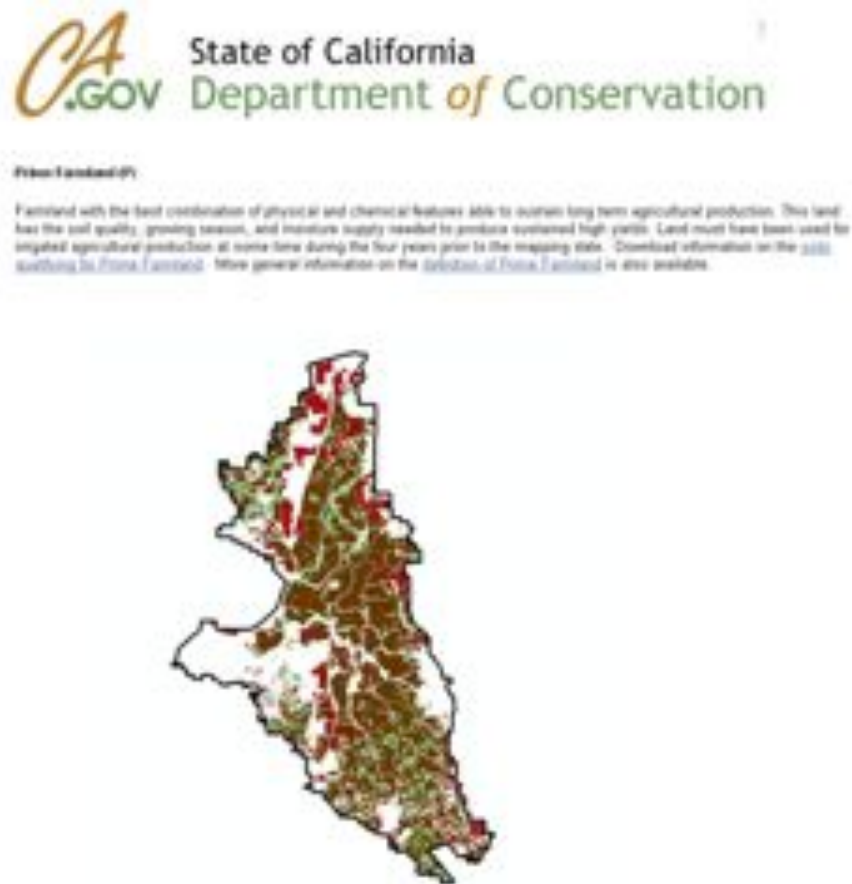 CA.GOV State of California
Department of Conservation
Prime Farmland (P)
Farmland with the best combination of physical and chemical features able to sustain long term agricultural production. This land
has the soil quality, growing season, and moisture supply needed to produce sustained high yields. Land must have been used for
irrigated agricultural production at some time during the four years prior to the mapping date. Download information on the soils
qualifying for Prime Farmland. More general information on the definition of Prime Farmland is also available.